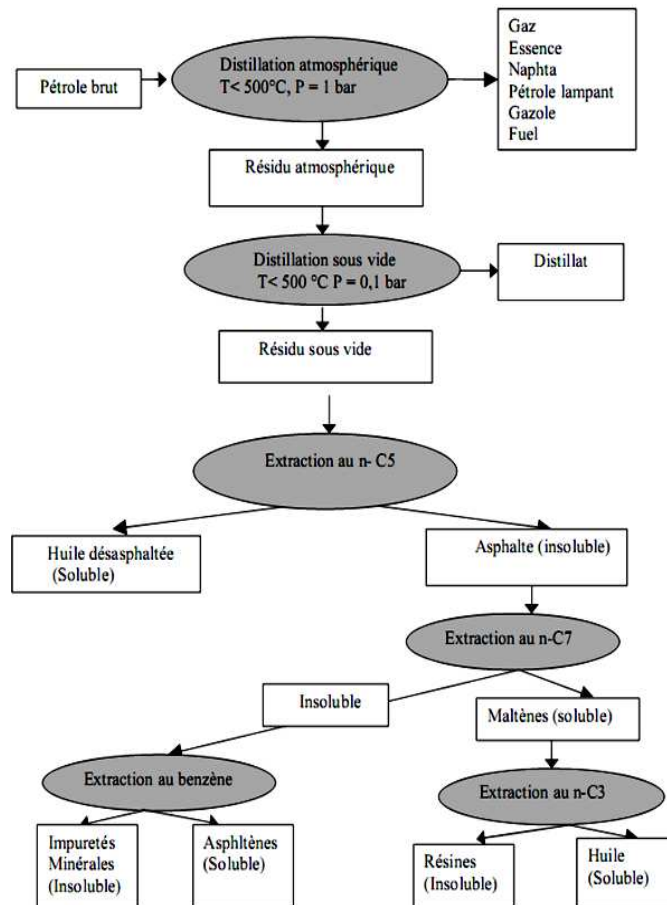 Pétrole brut
Distillation atmosphérique
T< 500°C, P = 1 bar
Gaz
Essence
Naphta
Pétrole lampant
Gazole
Fuel
Résidu atmosphérique
Distillation sous vide
T< 500 °C P = 0,1 bar
Distillat
Résidu sous vide
Extraction au n- C5
Huile désasphaltée
(Soluble)
Asphalte (insoluble)
Extraction au n-C7
Insoluble
Maltènes (soluble)
Extraction au benzène
Extraction au n-C3
Impuretés
Minérales
(Insoluble)
Asphltènes
(Soluble)
Résines
(Insoluble)
Huile
(Soluble)